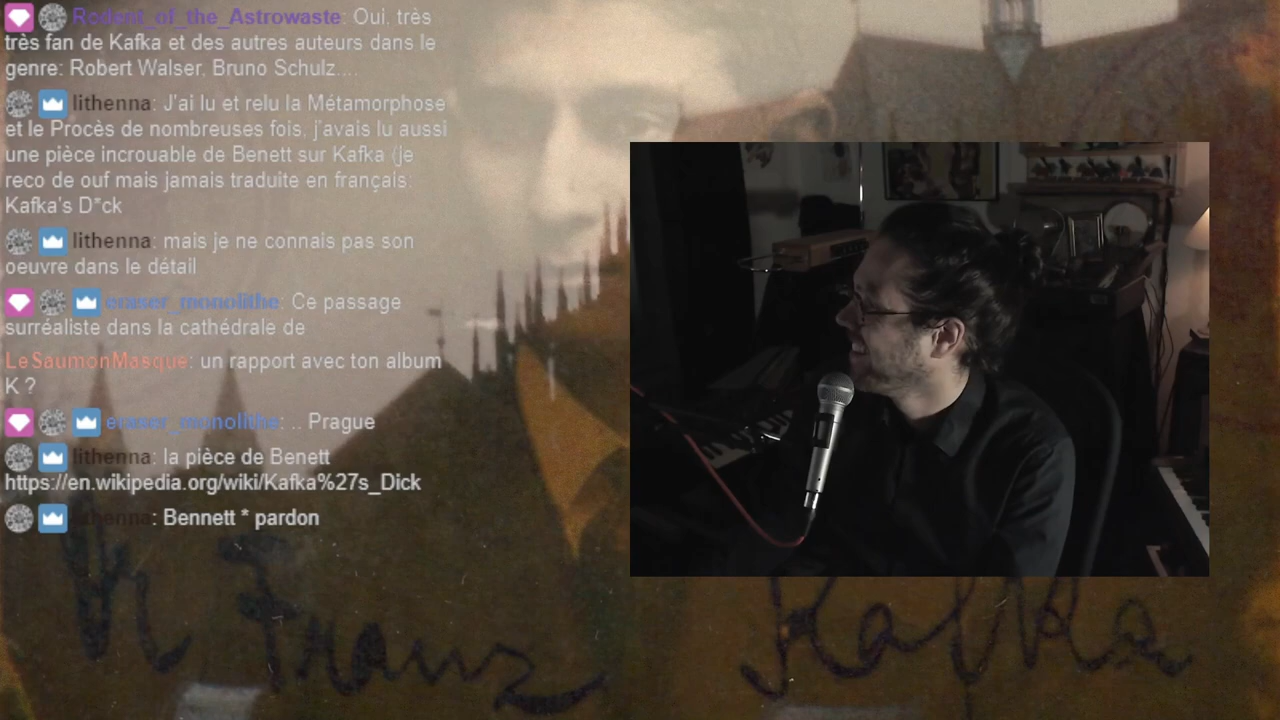 Rodent_of_the_Astrowaste: Oui, très
très fan de Kafka et des autres auteurs dans le
genre: Robert Walser, Bruno Schulz....
lithenna: J'ai lu et relu la Métamorphose
et le Procès de nombreuses fois, j'avais lu aussi
une pièce incrouable de Benett sur Kafka (je
reco de ouf mais jamais traduite en français:
Kafka's D*ck
lithenna: mais je ne connais pas son
oeuvre dans le détail
eraser_monolithe: Ce passage
surréaliste dans la cathédrale de
LeSaumonMasque: un rapport avec ton album
K ?
eraser_monolithe: .. Prague
lithenna: la pièce de Benett
https://en.wikipedia.org/wiki/Kafka%27s_Dick
lithenna: Bennett * pardon
Franz Kafka